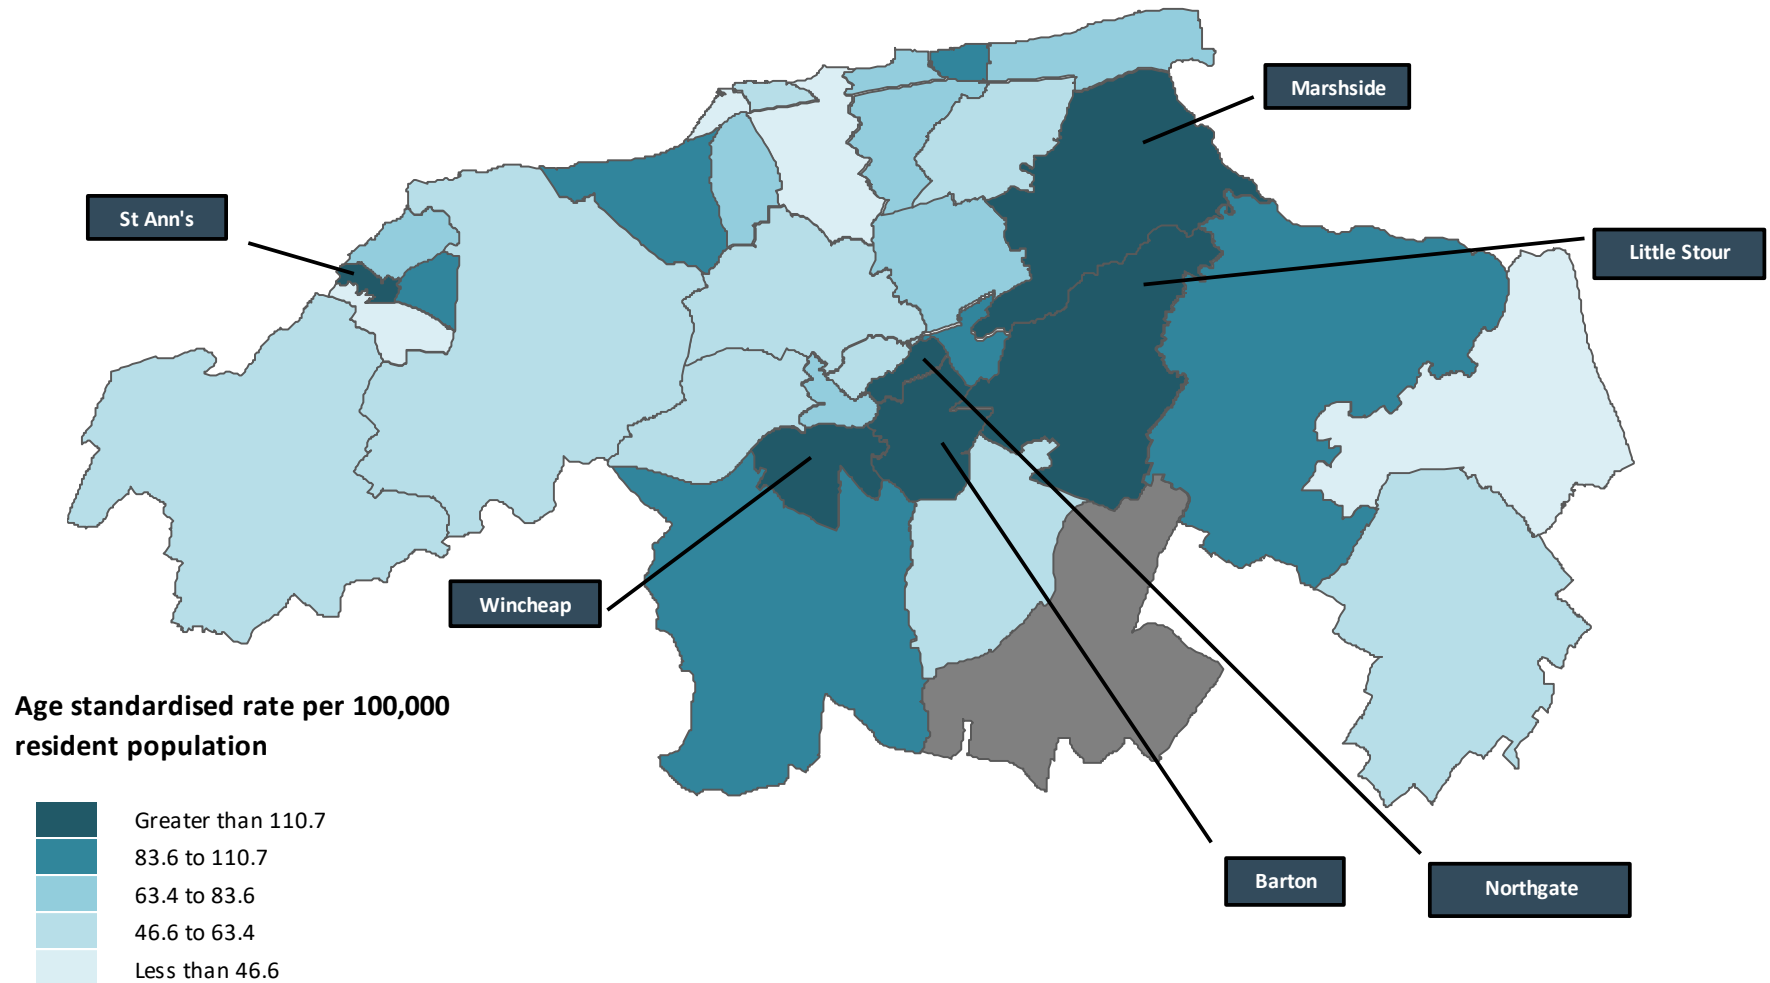 Marshside
St Ann's
Little Stour
Wincheap
Age standardised rate per 100,000
resident population
Greater than 110.7
83.6 to 110.7
63.4 to 83.6
46.6 to 63.4
Less than 46.6
Barton
Northgate